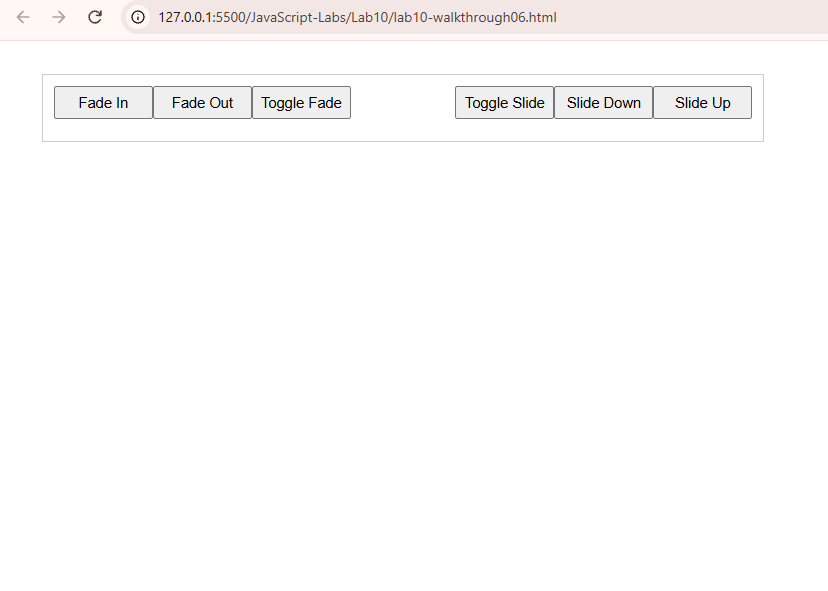 127.0.0.1:5500/JavaScript-Labs/Lab10/lab10-walkthrough06.html
Fade In Fade Out Toggle Fade Toggle Slide Slide Down Slide Up